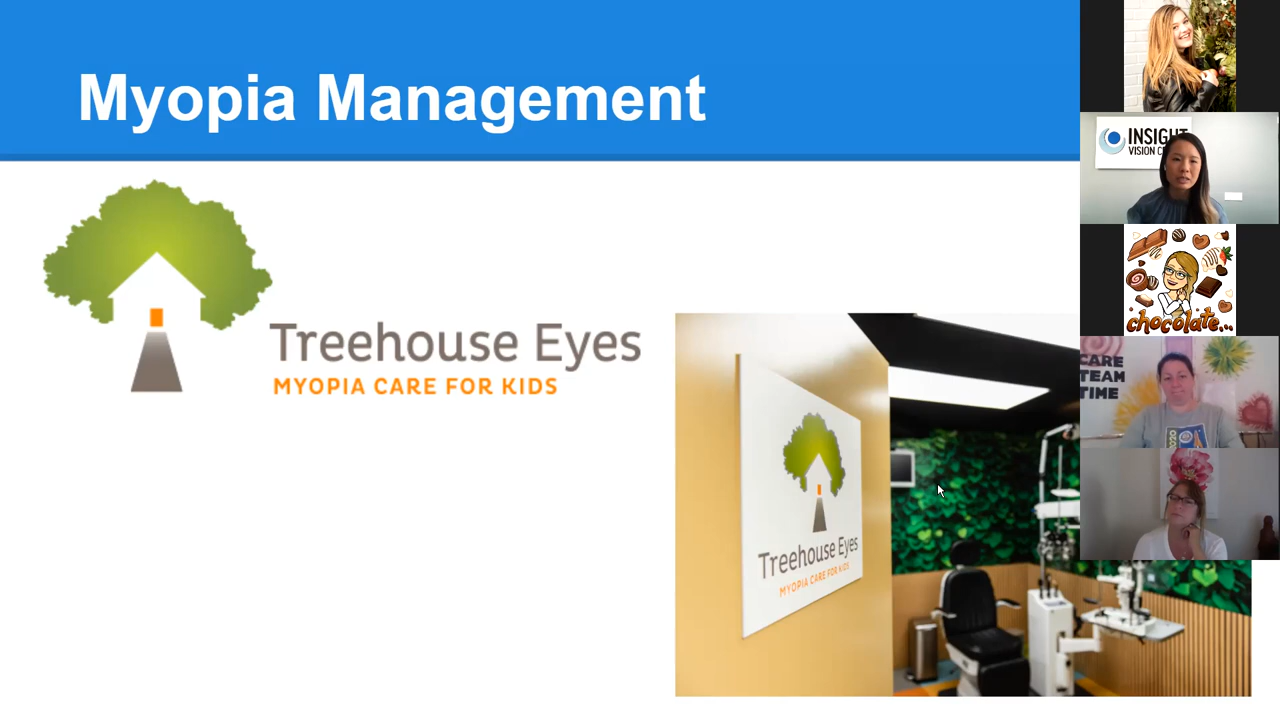 Myopia Management
Treehouse Eyes
MYOPIA CARE FOR KIDS
Treehouse Eyes
MYOPIA CARE FOR KIDS
INSIGHT
VISION
chocolate...
CARE
TEAM
TIME
2020